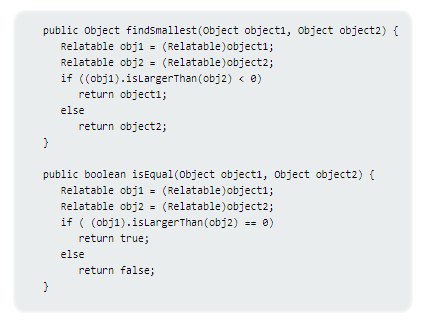 public Object findSmallest(Object object1, Object object2) {
   Relatable obj1 = (Relatable)object1;
   Relatable obj2 = (Relatable)object2;
   if ((obj1).isLargerThan(obj2) < 0)
      return object1;
   else
      return object2;
}

public boolean isEqual(Object object1, Object object2) {
   Relatable obj1 = (Relatable)object1;
   Relatable obj2 = (Relatable)object2;
   if ( (obj1).isLargerThan(obj2) == 0)
      return true;
   else
      return false;
}